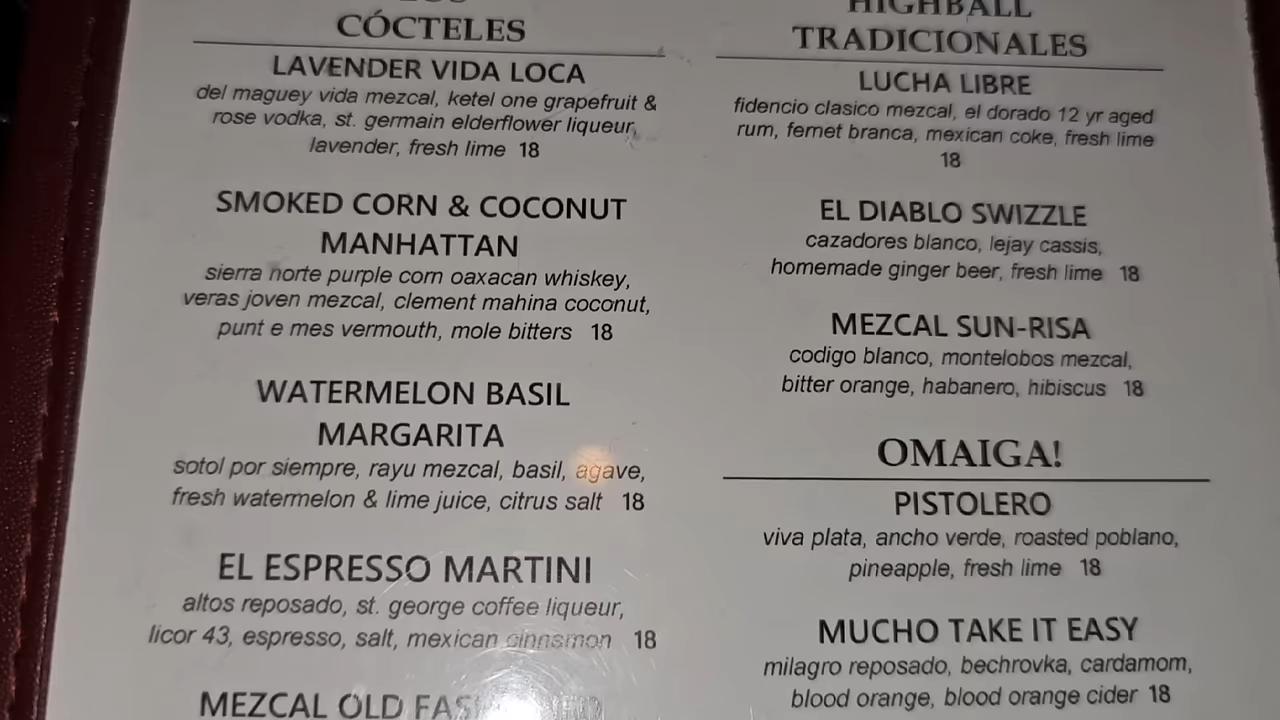 CÓCTELES
LAVENDER VIDA LOCA
del maguey vida mezcal, ketel one grapefruit &
rose vodka, st. germain elderflower liqueur,
lavender, fresh lime 18
SMOKED CORN & COCONUT
MANHATTAN
sierra norte purple corn oaxacan whiskey,
veras joven mezcal, clement mahina coconut,
punt e mes vermouth, mole bitters 18
WATERMELON BASIL
MARGARITA
sotol por siempre, rayu mezcal, basil, agave,
fresh watermelon & lime juice, citrus salt 18
EL ESPRESSO MARTINI
altos reposado, st. george coffee liqueur,
licor 43, espresso, salt, mexican cinnamon 18
MEZCAL OLD
HIGHBALL
TRADICIONALES
LUCHA LIBRE
fidencio clasico mezcal, el dorado 12 yr aged
rum, fernet branca, mexican coke, fresh lime
18
EL DIABLO SWIZZLE
cazadores blanco, lejay cassis,
homemade ginger beer, fresh lime 18
MEZCAL SUN-RISA
codigo blanco, montelobos mezcal,
bitter orange, habanero, hibiscus 18
OMAIGA!
PISTOLERO
viva plata, ancho verde, roasted poblano,
pineapple, fresh lime 18
MUCHO TAKE IT EASY
milagro reposado, bechrovka, cardamom,
blood orange, blood orange cider 18